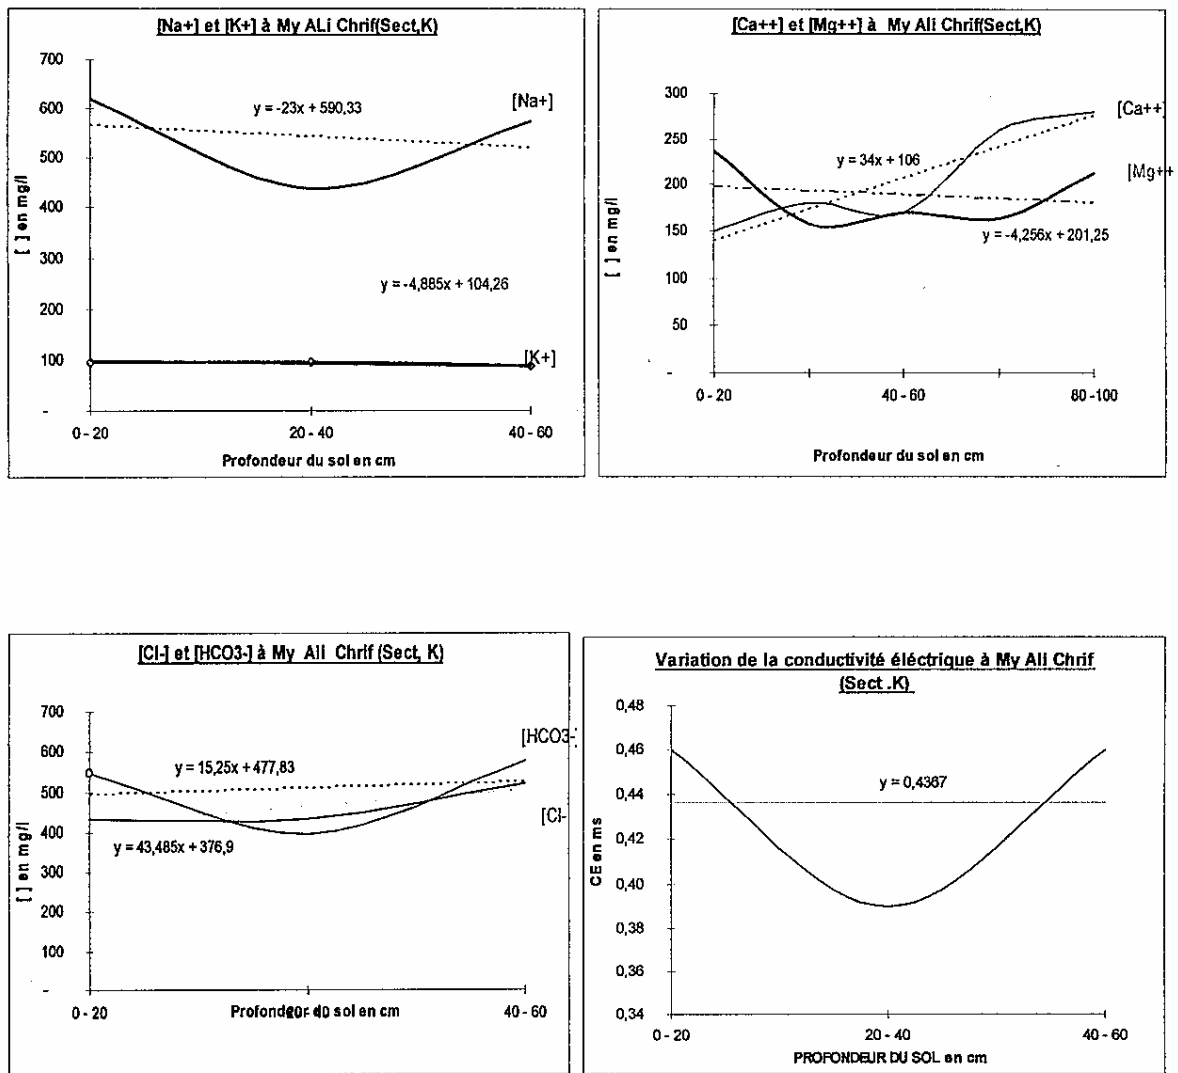 [Na+] et [K+] à My ALi Chrif(Sect,K)
700
600
500
400
300
200
100
-
[ ] en mg/l
y = -23x + 590,33
[Na+]
y = -4,885x + 104,26
[K+]
0 - 20
20 - 40
40 - 60
Profondeur du sol en cm
[Ca++] et [Mg++] à My Ali Chrif(Sect,K)
300
250
200
150
100
50
-
[ ] en mg/l
[Ca++]
y = 34x + 106
[Mg++
y = -4,256x + 201,25
0 - 20
40 - 60
80 -100
Profondeur du sol en cm
[Cl-] et [HCO3-] à My Ali Chrif (Sect, K)
700
600
500
400
300
200
100
-
[ ] en mg/l
[HCO3-]
y = 15,25x + 477,83
[Cl-
y = 43,485x + 376,9
0 - 20
20 - 40
40 - 60
Profondeur du sol en cm
Variation de la conductivité éléctrique à My Ali Chrif
(Sect .K)
0,48
0,46
0,44
0,42
0,40
0,38
0,36
0,34
CE en ms
y = 0,4367
0 - 20
20 - 40
40 - 60
PROFONDEUR DU SOL en cm